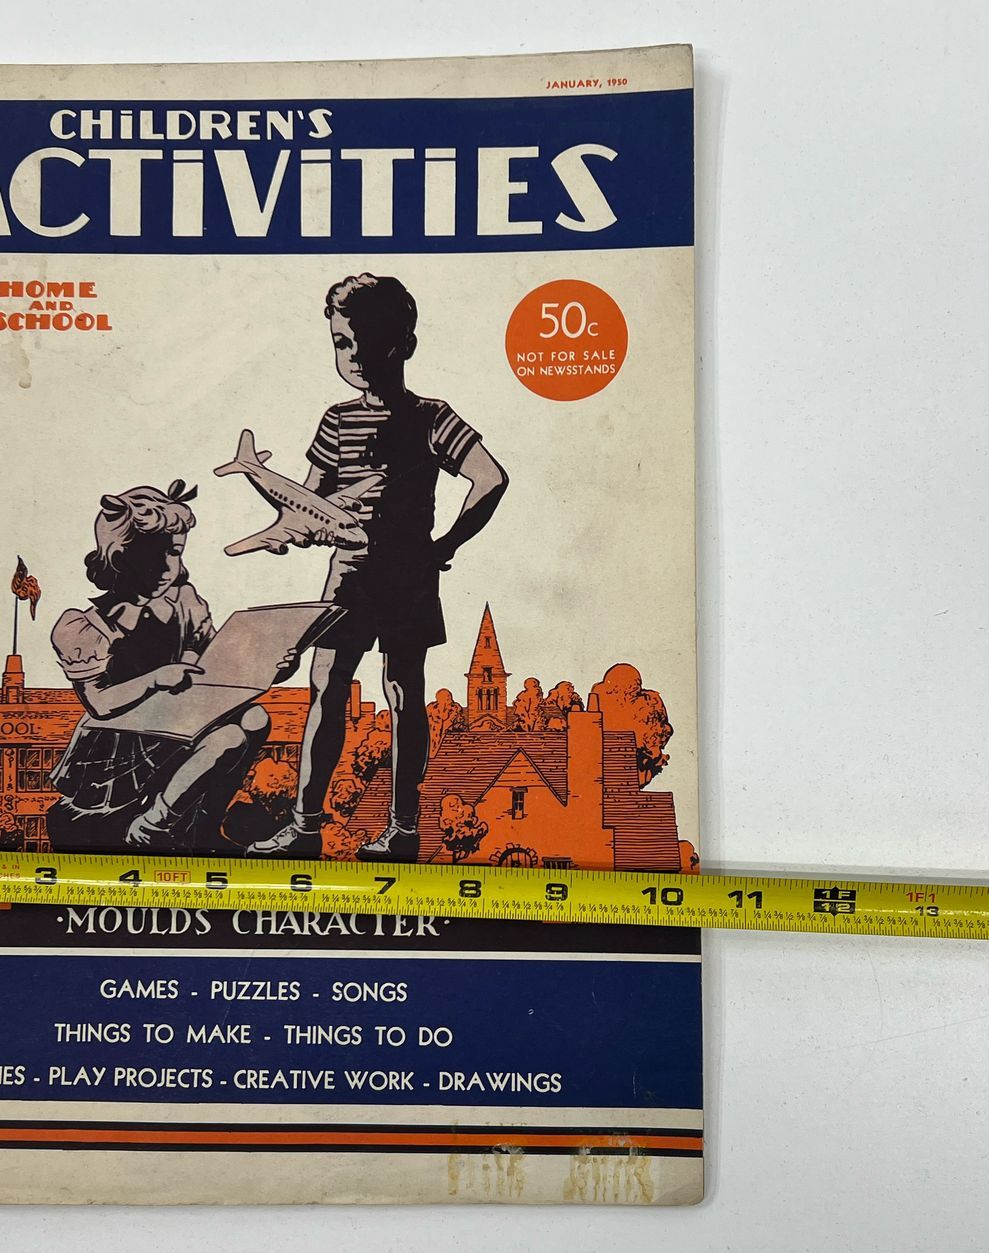 JANUARY, 1950
CHiLDREN'S
ACTiViTiES
HOME
AND
SCHOOL
50c
NOT FOR SALE
ON NEWSSTANDS
OOL
3 4 10FT 5 6 7 8 9 10 11 1F 12 1F1 13
·MOULDS CHARACTER·
GAMES - PUZZLES - SONGS
THINGS TO MAKE - THINGS TO DO
IES - PLAY PROJECTS - CREATIVE WORK - DRAWINGS